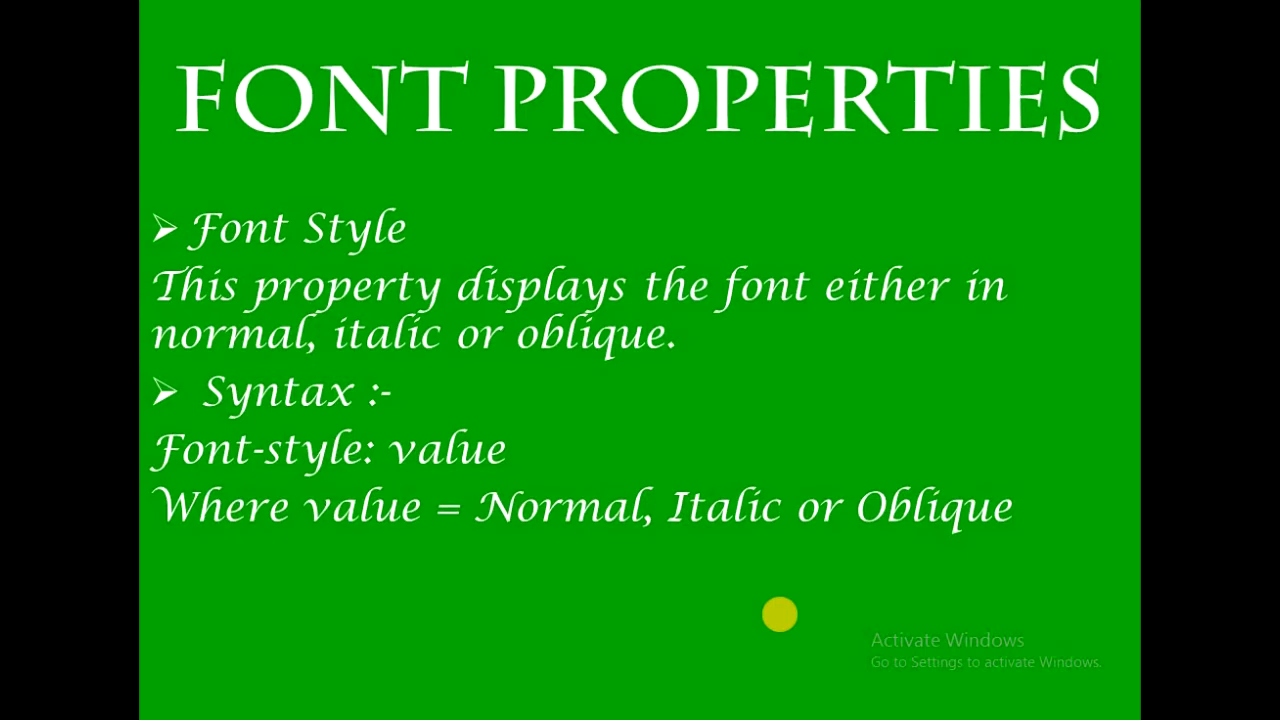 FONT PROPERTIES
➢ Font Style
This property displays the font either in
normal, italic or oblique.
➢ Syntax :-
Font-style: value
Where value = Normal, Italic or Oblique
Activate Windows
Go to Settings to activate Windows.